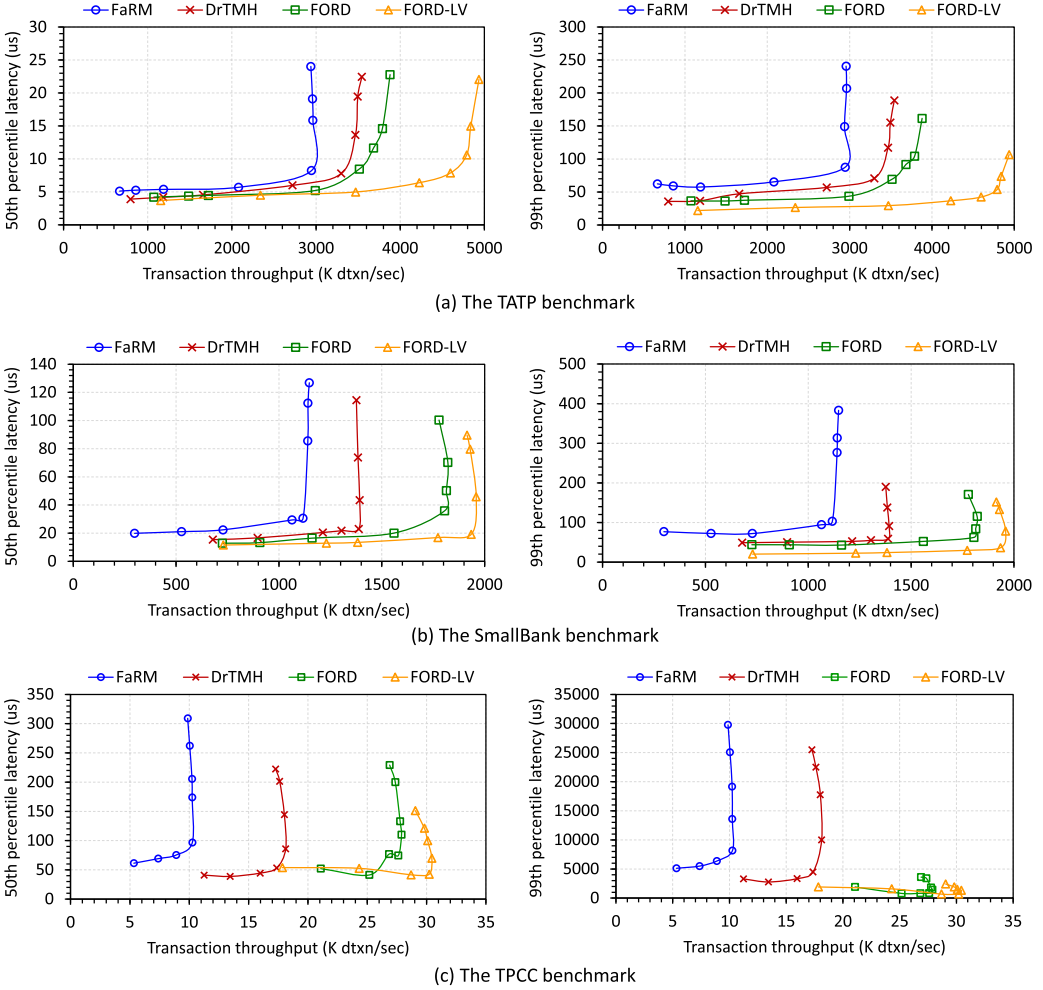 FaRM DrTMH FORD FORD-LV
50th percentile latency (us)
30
25
20
15
10
5
0
0 1000 2000 3000 4000 5000
Transaction throughput (K dtxn/sec)
FaRM DrTMH FORD FORD-LV
99th percentile latency (us)
300
250
200
150
100
50
0
0 1000 2000 3000 4000 5000
Transaction throughput (K dtxn/sec)
(a) The TATP benchmark
FaRM DrTMH FORD FORD-LV
50th percentile latency (us)
140
120
100
80
60
40
20
0
0 500 1000 1500 2000
Transaction throughput (K dtxn/sec)
FaRM DrTMH FORD FORD-LV
99th percentile latency (us)
500
400
300
200
100
0
0 500 1000 1500 2000
Transaction throughput (K dtxn/sec)
(b) The SmallBank benchmark
FaRM DrTMH FORD FORD-LV
50th percentile latency (us)
350
300
250
200
150
100
50
0
0 5 10 15 20 25 30 35
Transaction throughput (K dtxn/sec)
FaRM DrTMH FORD FORD-LV
99th percentile latency (us)
35000
30000
25000
20000
15000
10000
5000
0
0 5 10 15 20 25 30 35
Transaction throughput (K dtxn/sec)
(c) The TPCC benchmark